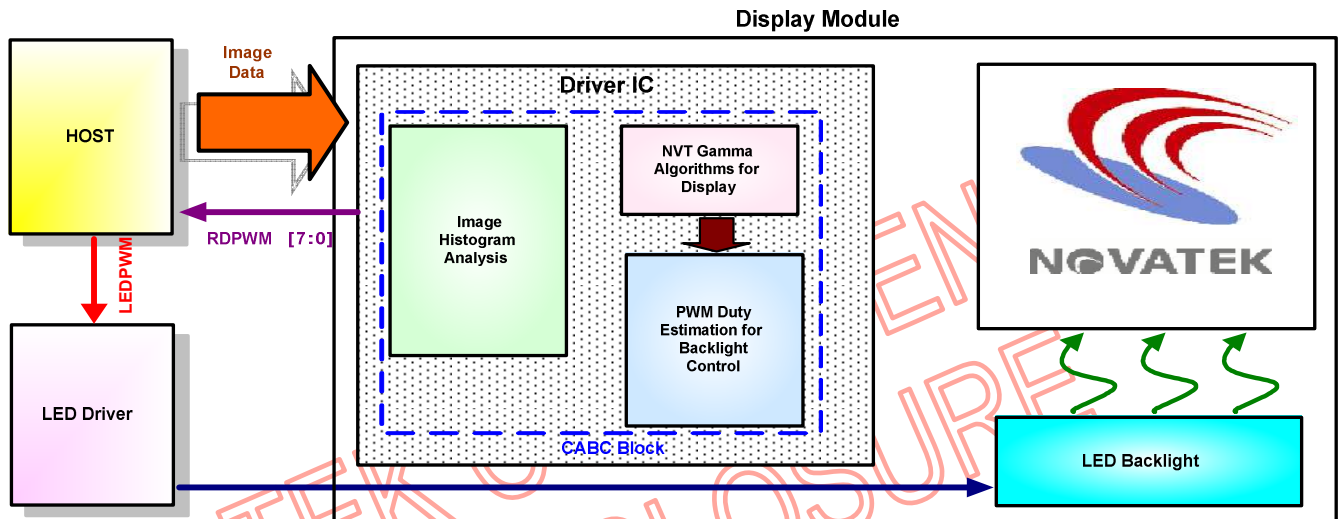 Display Module
HOST
Image
Data
Driver IC
NVT Gamma
Algorithms for
Display
Image
Histogram
Analysis
RDPWM [7:0]
LEDPWM
PWM Duty
Estimation for
Backlight
Control
NOVATEK
LED Driver
CABC Block
LED Backlight